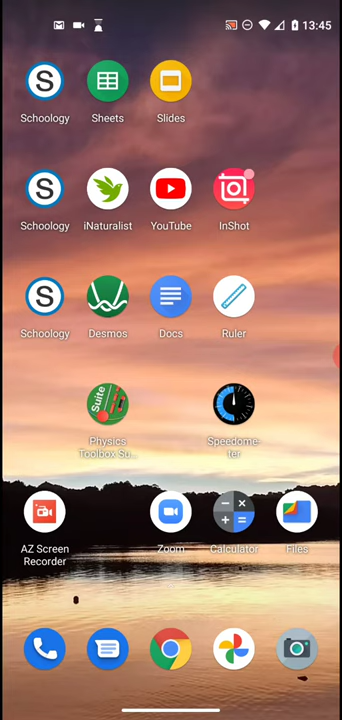 13:45
S
Schoology
Sheets
Slides
S
Schoology
iNaturalist
YouTube
InShot
S
Schoology
Desmos
Docs
Ruler
Suite
Physics
Toolbox Su...
Speedome-
ter
AZ Screen
Recorder
Zoom
Calculator
Files